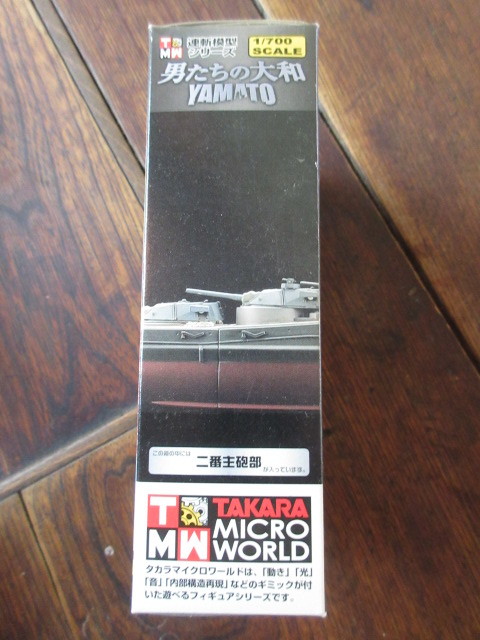 TMW
連斬模型
シリーズ
1/700
SCALE
男たちの大和
YAMATO
この箱の中には
二番主砲部
が入っています。
TMW
TAKARA
MICRO
WORLD
タカラマイクロワールドは、「動き」「光」
「音」「内部構造再現」などのギミックが付
いた遊べるフィギュアシリーズです。